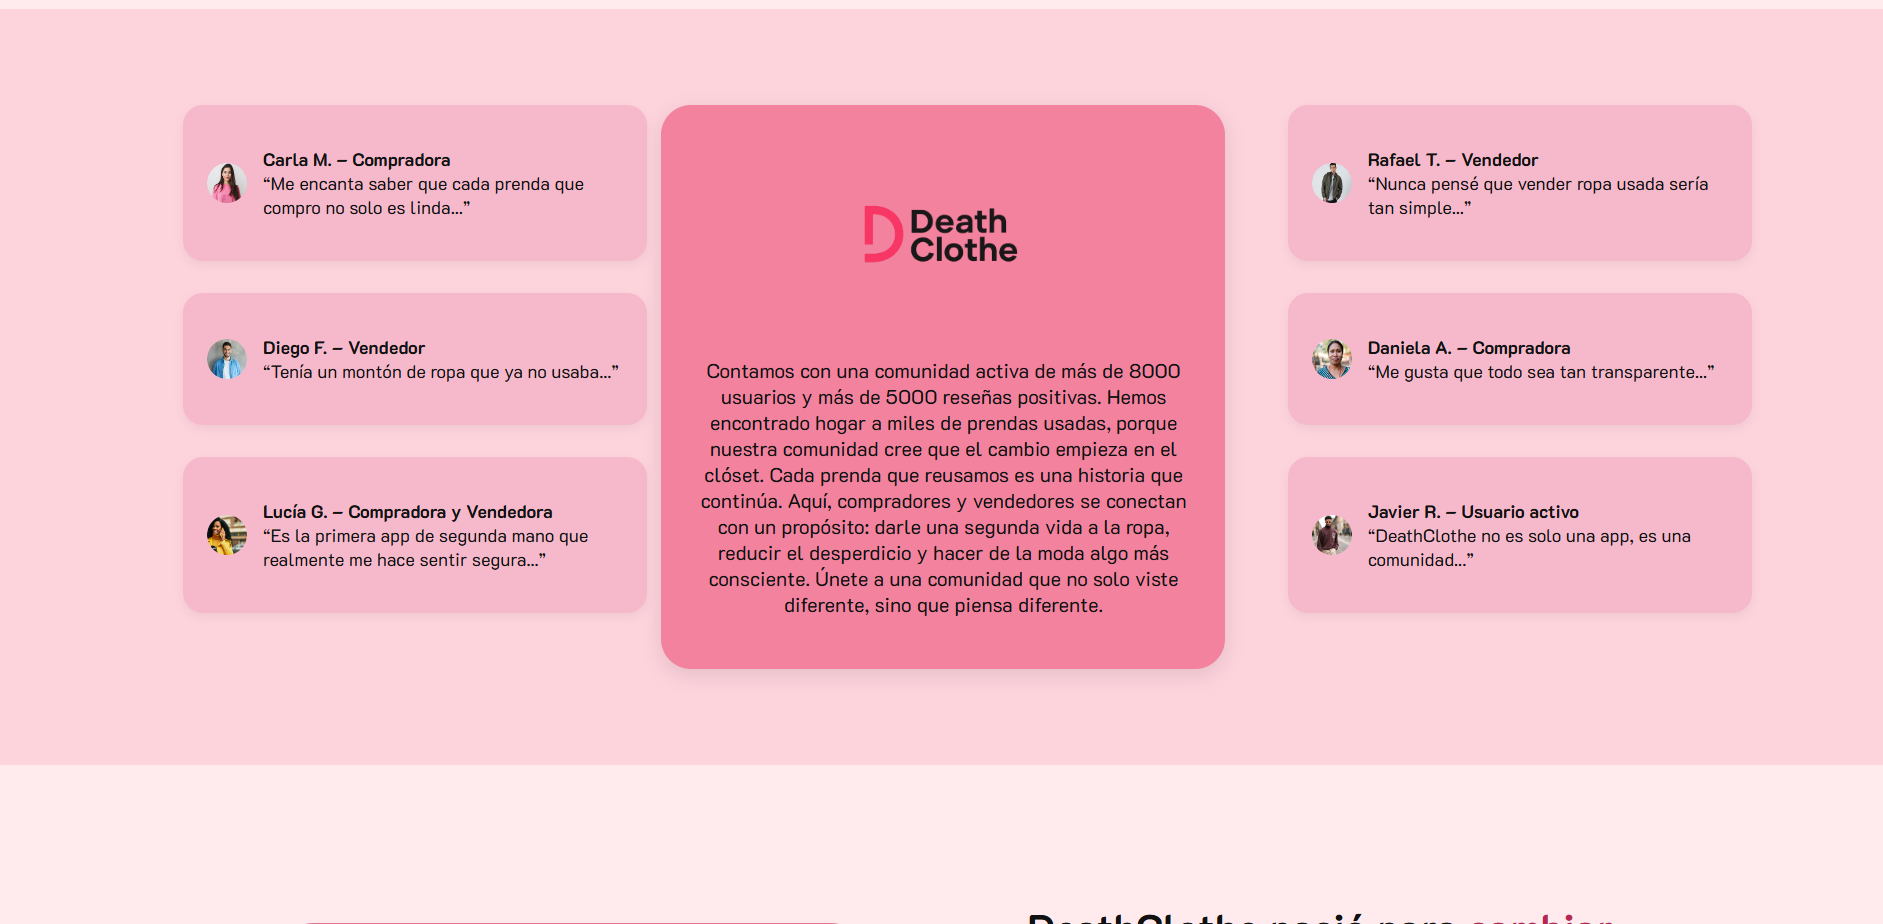 Carla M. – Compradora
“Me encanta saber que cada prenda que
compro no solo es linda...”
Diego F. – Vendedor
“Tenía un montón de ropa que ya no usaba...”
Lucía G. – Compradora y Vendedora
“Es la primera app de segunda mano que
realmente me hace sentir segura...”
Death
Clothe
Contamos con una comunidad activa de más de 8000
usuarios y más de 5000 reseñas positivas. Hemos
encontrado hogar a miles de prendas usadas, porque
nuestra comunidad cree que el cambio empieza en el
clóset. Cada prenda que reusamos es una historia que
continúa. Aquí, compradores y vendedores se conectan
con un propósito: darle una segunda vida a la ropa,
reducir el desperdicio y hacer de la moda algo más
consciente. Únete a una comunidad que no solo viste
diferente, sino que piensa diferente.
Rafael T. – Vendedor
“Nunca pensé que vender ropa usada sería
tan simple...”
Daniela A. – Compradora
“Me gusta que todo sea tan transparente...”
Javier R. – Usuario activo
“DeathClothe no es solo una app, es una
comunidad...”
DeathClothe nació para cambiar